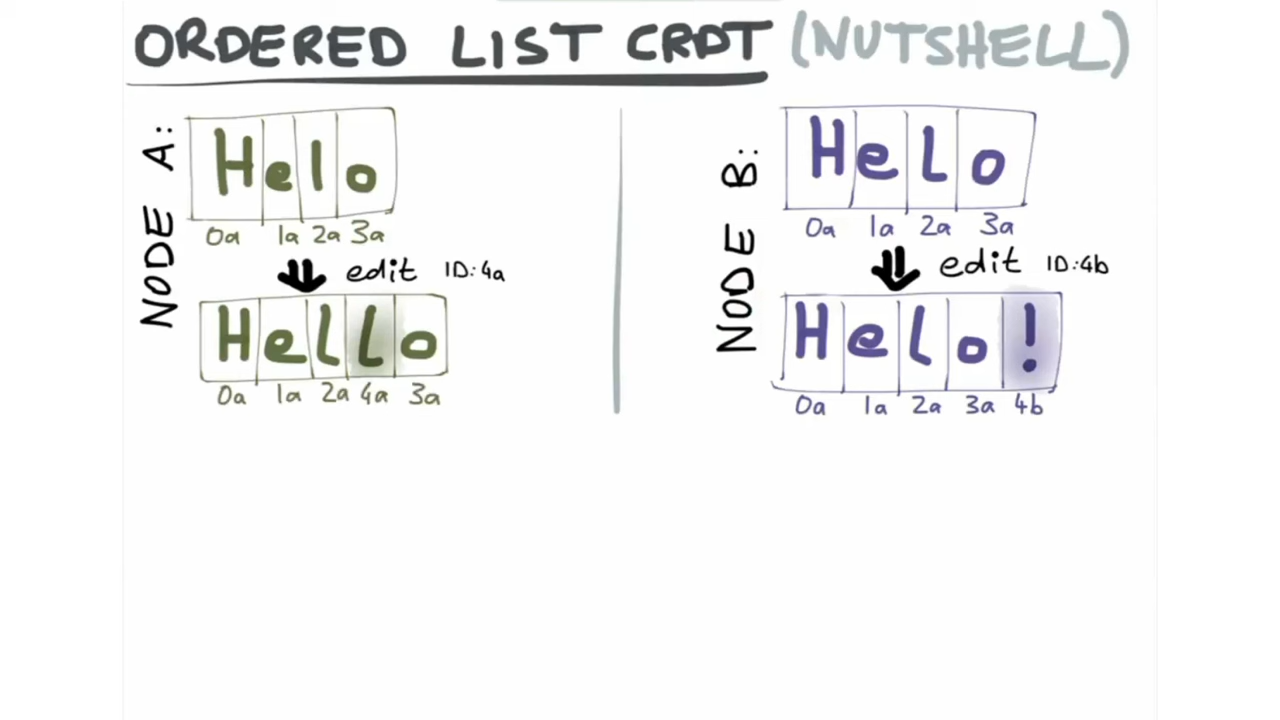 ORDERED LIST CRDT (NUTSHELL)
NODE A:
Helo
0a 1a 2a 3a
edit ID:4a
Hello
0a 1a 2a 4a 3a
NODE B:
HeLo
0a 1a 2a 3a
edit ID:4b
HeLo!
0a 1a 2a 3a 4b